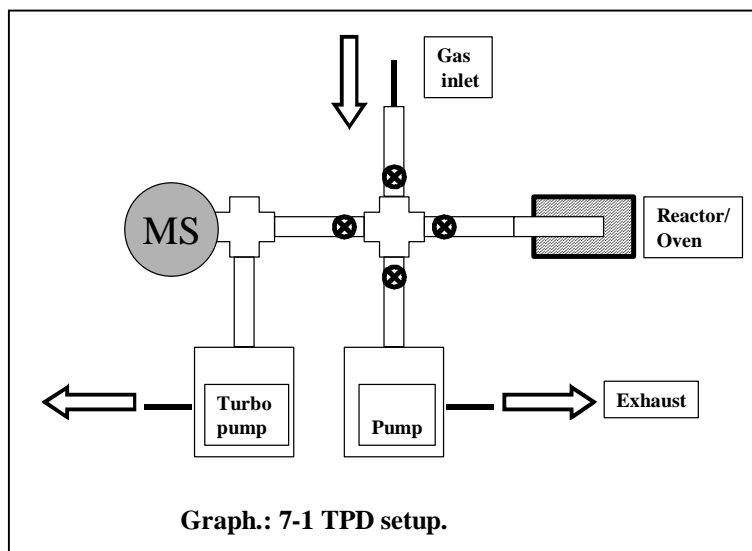 Gas
inlet
MS
Reactor/
Oven
Turbo
pump
Pump
Exhaust
Graph.: 7-1 TPD setup.